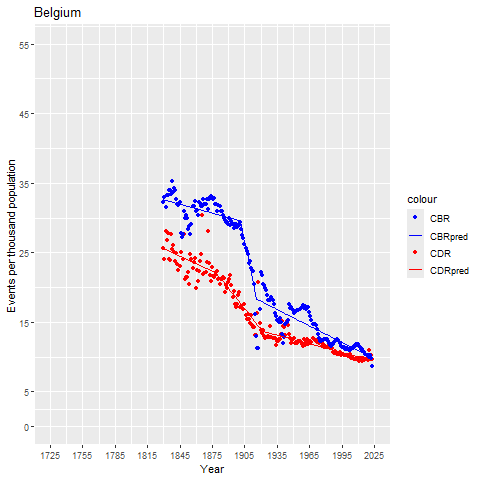 Belgium
Events per thousand population
55
45
35
25
15
5
0
1725 1755 1785 1815 1845 1875 1905 1935 1965 1995 2025
Year
colour
CBR
CBRpred
CDR
CDRpred